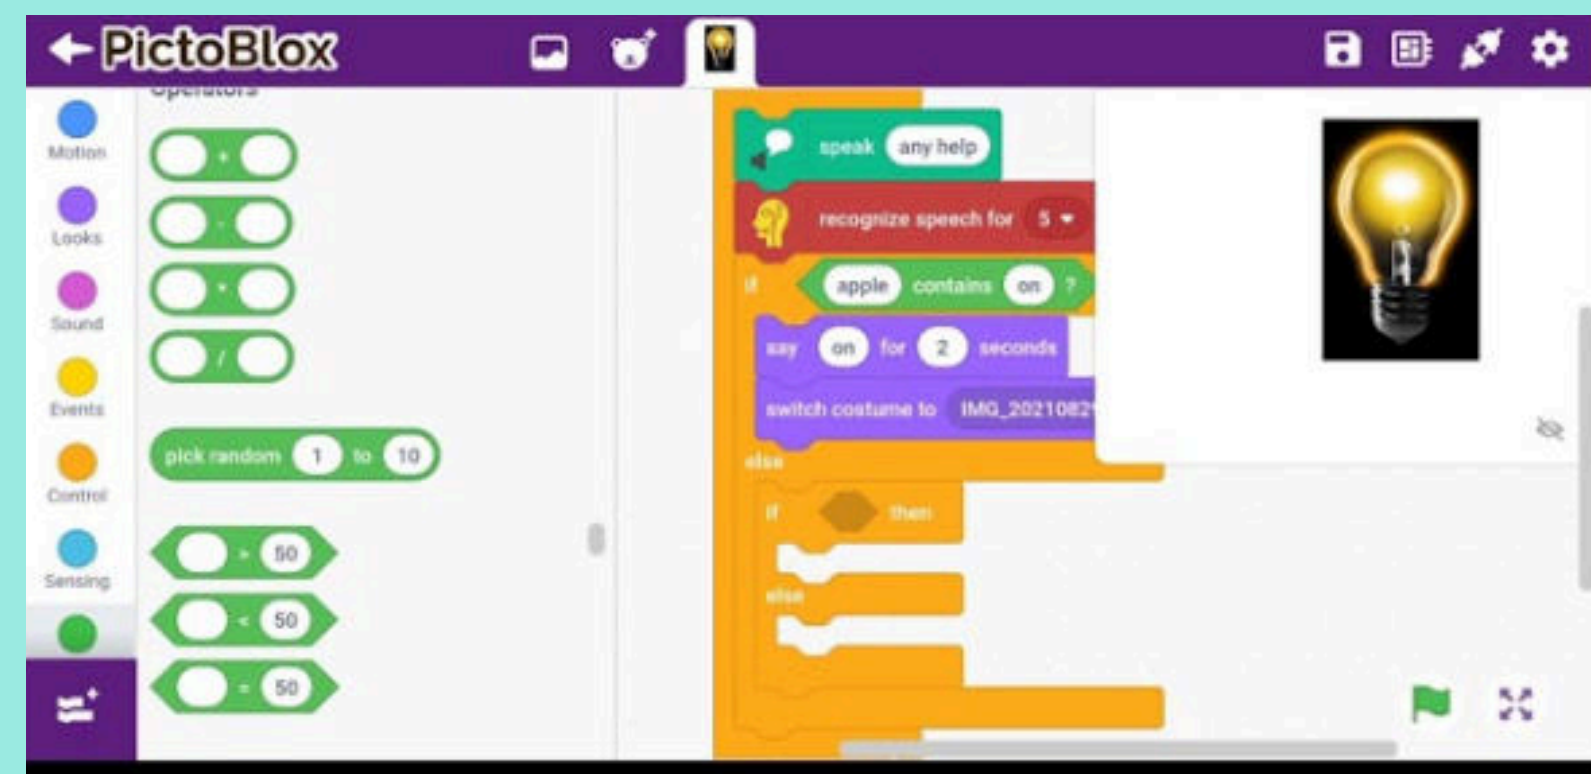 PictoBlox
Operators
Motion
Looks
Sound
Events
Control
Sensing
+
-
*
/
pick random 1 to 10
> 50
< 50
= 50
speak any help
recognize speech for 5
if apple contains on ?
say on for 2 seconds
switch costume to IMG_2021082
else
if then
else